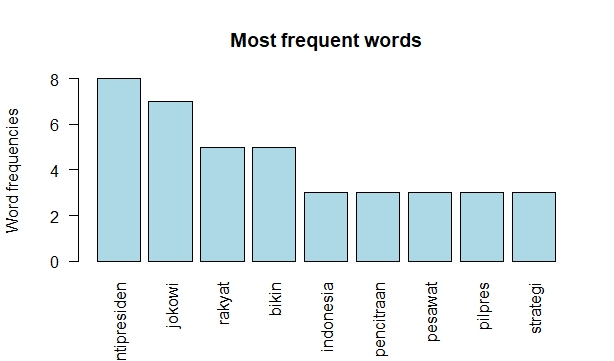 Most frequent words
Word frequencies
8
6
4
2
0
ntipresiden
jokowi
rakyat
bikin
indonesia
pencitraan
pesawat
pilpres
strategi